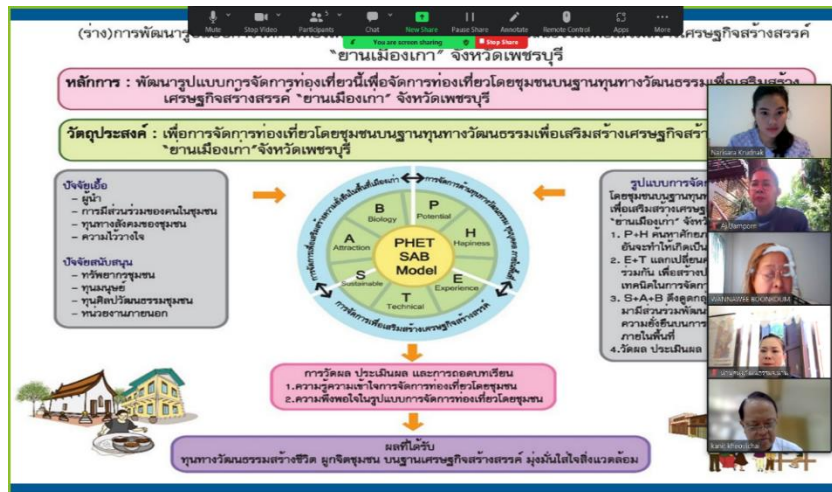 Mute
Stop Video
5
Participants
Chat
New Share
Pause Share
Annotate
Remote Control
Apps
More
You are screen sharing
Stop Share
(ร่าง)การพัฒนารูป
เศรษฐกิจสร้างสรรค์
"ย่านเมืองเก่า" จังหวัดเพชรบุรี
หลักการ : พัฒนารูปแบบการจัดการท่องเที่ยวนี้เพื่อจัดการท่องเที่ยวโดยชุมชนบนฐานทุนทางวัฒนธรรมเพื่อเสริมสร้าง
เศรษฐกิจสร้างสรรค์ "ย่านเมืองเก่า" จังหวัดเพชรบุรี
วัตถุประสงค์ : เพื่อการจัดการท่องเที่ยวโดยชุมชนบนฐานทุนทางวัฒนธรรมเพื่อเสริมสร้างเศรษฐกิจสร้าง
"ย่านเมืองเก่า"จังหวัดเพชรบุรี
ปัจจัยเอื้อ
- ผู้นำ
- การมีส่วนร่วมของคนในชุมชน
- ทุนทางสังคมของชุมชน
- ความไว้วางใจ
ปัจจัยสนับสนุน
- ทรัพยากรชุมชน
- ทุนมนุษย์
- ทุนศิลปวัฒนธรรมชุมชน
- หน่วยงานภายนอก
B
Biology
P
Potential
A
Attraction
H
Hapiness
S
Sustainable
E
Experience
T
Technical
PHET
SAB
Model
การจัดการเพื่อเสริมสร้างเศรษฐกิจสร้างสรรค์
รูปแบบการจัดกา
โดยชุมชนบนฐานทุนท
เพื่อเสริมสร้างเศรษฐ
"ย่านเมืองเก่า" จังหวั
1. P+H ค้นหาศักยภ
อันจะทำให้เกิดเป็น
2. E+T แลกเปลี่ยนค
ร่วมกัน เพื่อสร้างป
เทคนิคในการจัดกา
3. S+A+B ดึงดูดกลุ
มามีส่วนร่วมพัฒน
ความยั่งยืนบนการ
ภายในพื้นที่
4.วัดผล ประเมินผล
การวัดผล ประเมินผล และการถอดบทเรียน
1.ความรู้ความเข้าใจการจัดการท่องเที่ยวโดยชุมชน
2.ความพึงพอใจในรูปแบบการจัดการท่องเที่ยวโดยชุมชน
ผลที่ได้รับ
ทุนทางวัฒนธรรมสร้างชีวิต ผูกจิตชุมชน บนฐานเศรษฐกิจสร้างสรรค์ มุ่งมั่นใส่ใจสิ่งแวดล้อม
Narisara Krudnak
Aj.damporn
WANNAWEE BOONKOUM